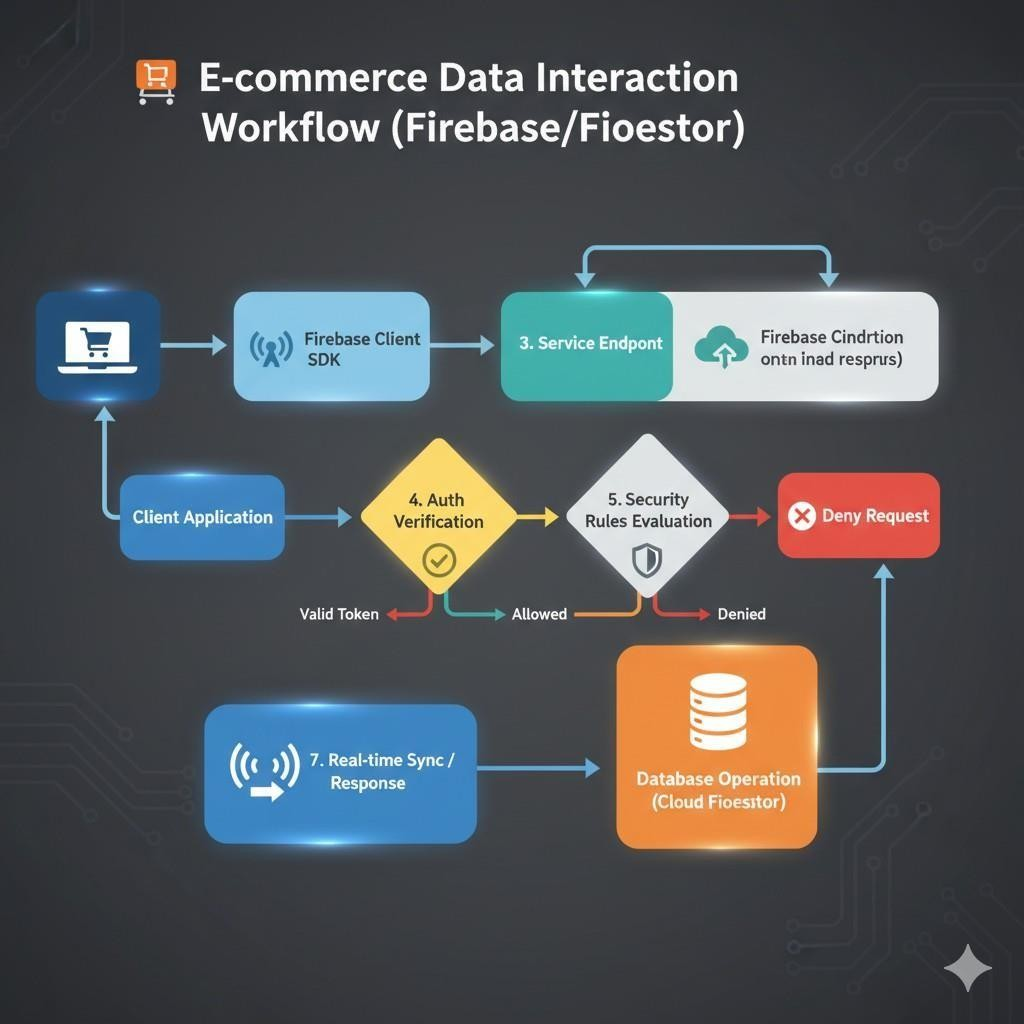 E-commerce Data Interaction
Workflow (Firebase/Fioestor)
Firebase Client
SDK
3. Service Endpont
Firebase Cindrtion
ontn inad resprus)
Client Application
4. Auth
Verification
5. Security
Rules Evaluation
Deny Request
Valid Token
Allowed
Denied
7. Real-time Sync /
Response
Database Operation
(Cloud Fioesitor)